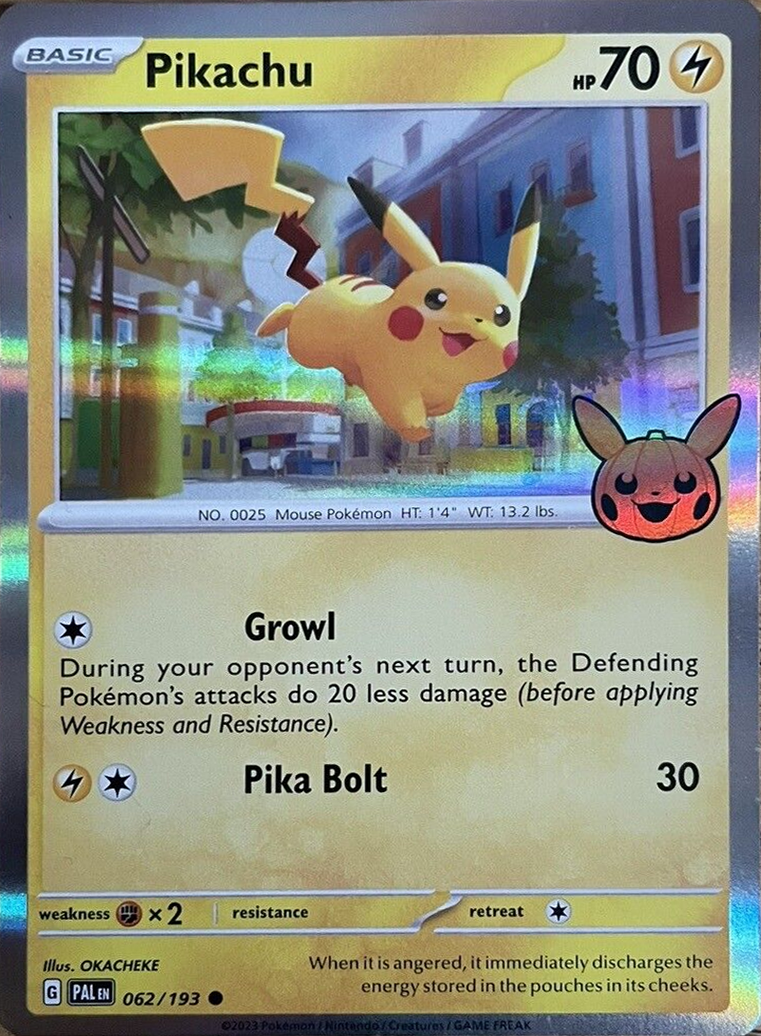 BASIC
Pikachu
HP 70
NO. 0025 Mouse Pokémon HT: 1'4" WT: 13.2 lbs.
Growl
During your opponent's next turn, the Defending
Pokémon's attacks do 20 less damage (before applying
Weakness and Resistance).
Pika Bolt 30
weakness ×2 resistance retreat
Illus. OKACHEKE
When it is angered, it immediately discharges the
energy stored in the pouches in its cheeks.
G PAL EN 062/193
©2023 Pokémon / Nintendo / Creatures / GAME FREAK